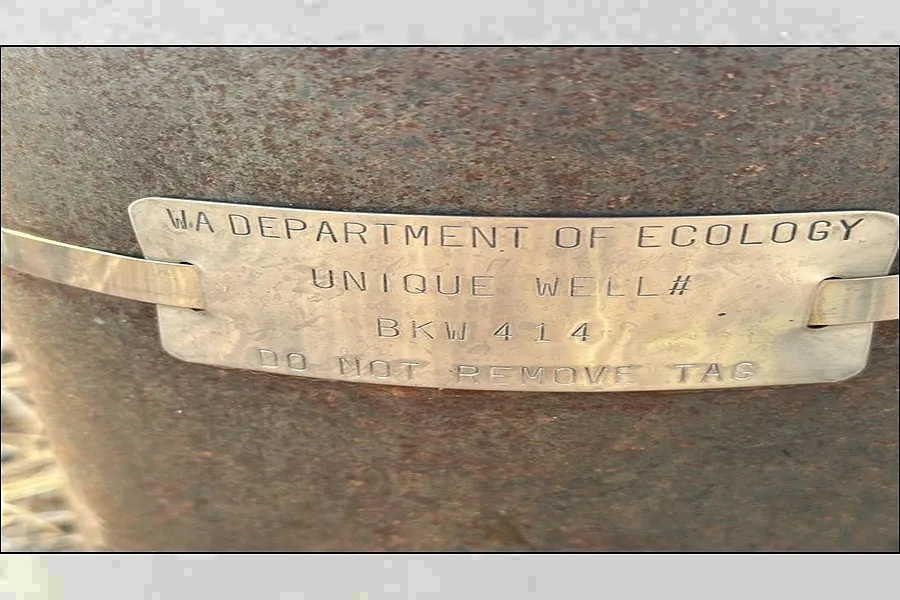 WA DEPARTMENT OF ECOLOGY
UNIQUE WELL#
BKW 414
DO NOT REMOVE TAG